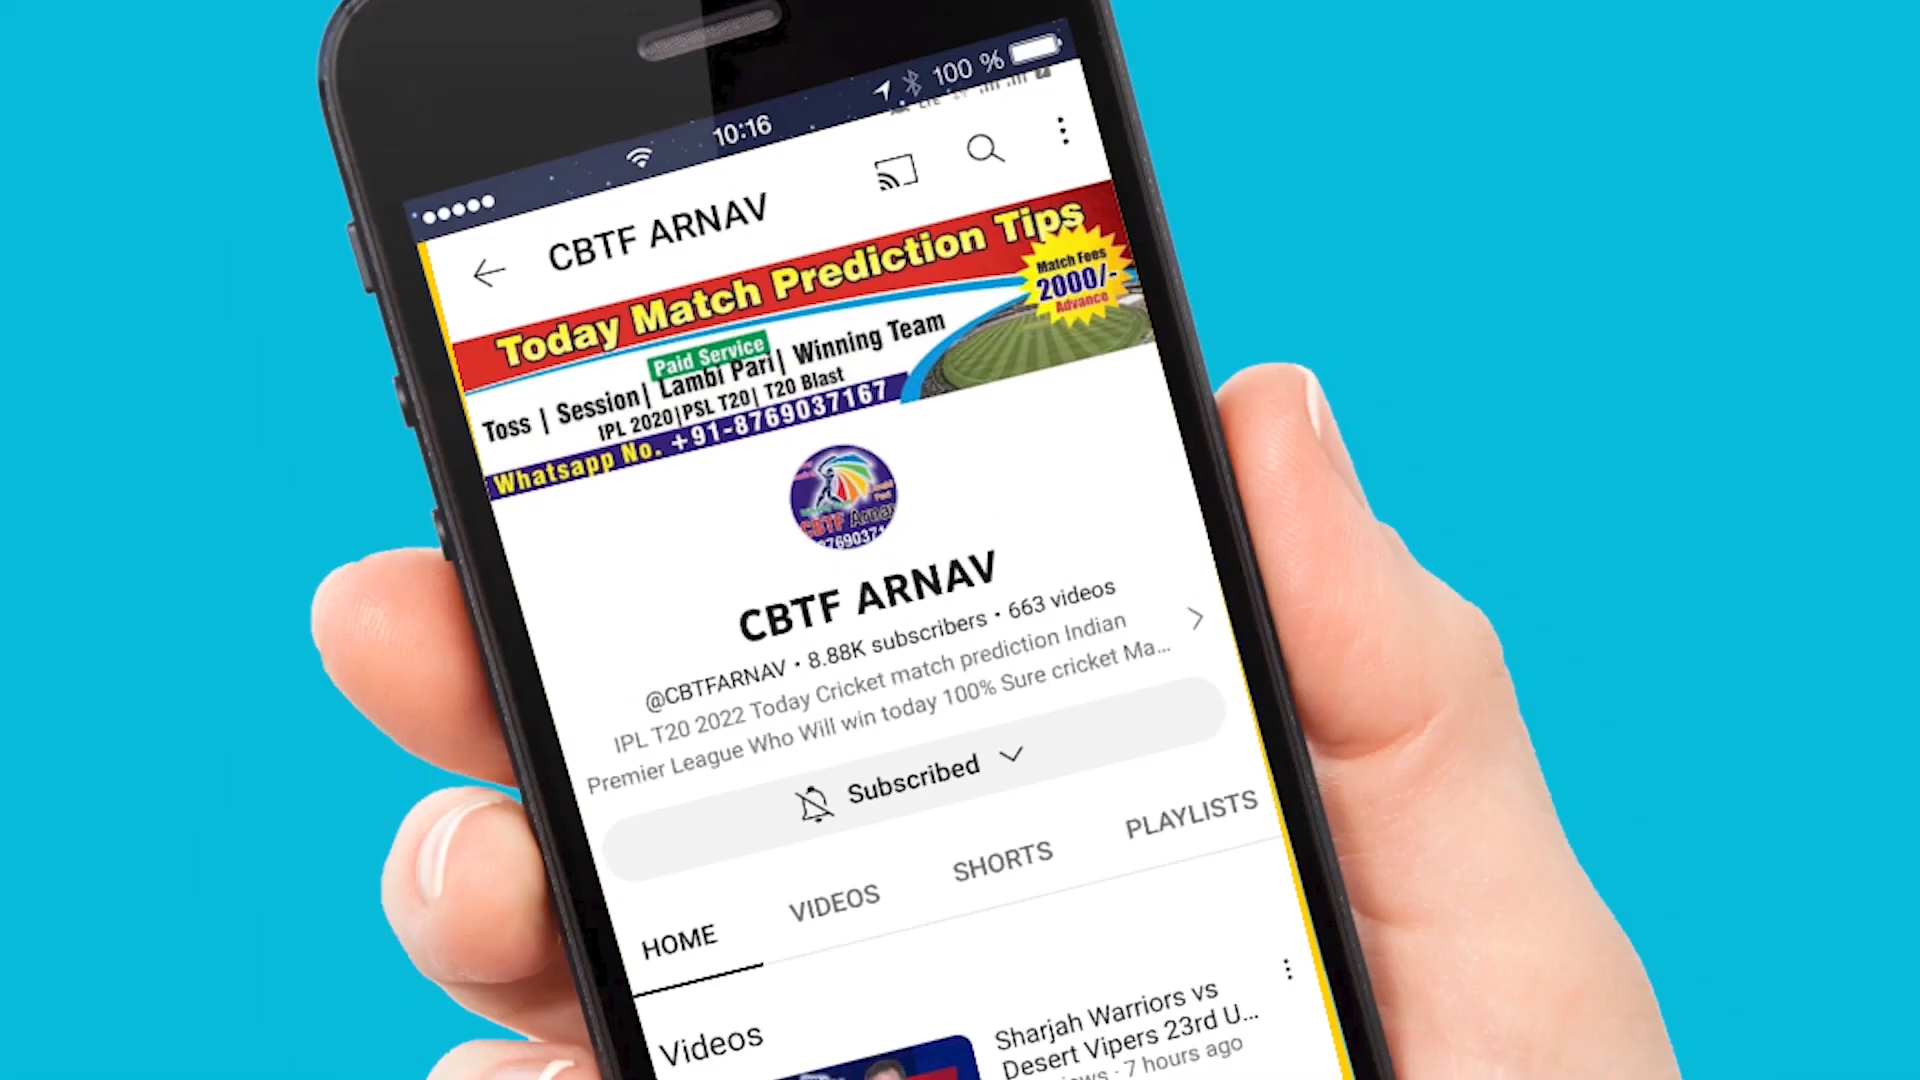 10:16
100 %
LTE
CBTF ARNAV
Today Match Prediction Tips
Match Fees
2000/-
Advance
Paid Service
Toss | Session| Lambi Pari| Winning Team
IPL 2020|PSL T20| T20 Blast
Whatsapp No. +91-8769037167
CBTF Arnav
CBTF ARNAV
@CBTFARNAV • 8.88K subscribers • 663 videos
IPL T20 2022 Today Cricket match prediction Indian
Premier League Who Will win today 100% Sure cricket Ma...
Subscribed
HOME
VIDEOS
SHORTS
PLAYLISTS
Videos
Sharjah Warriors vs
Desert Vipers 23rd U...
7 hours ago